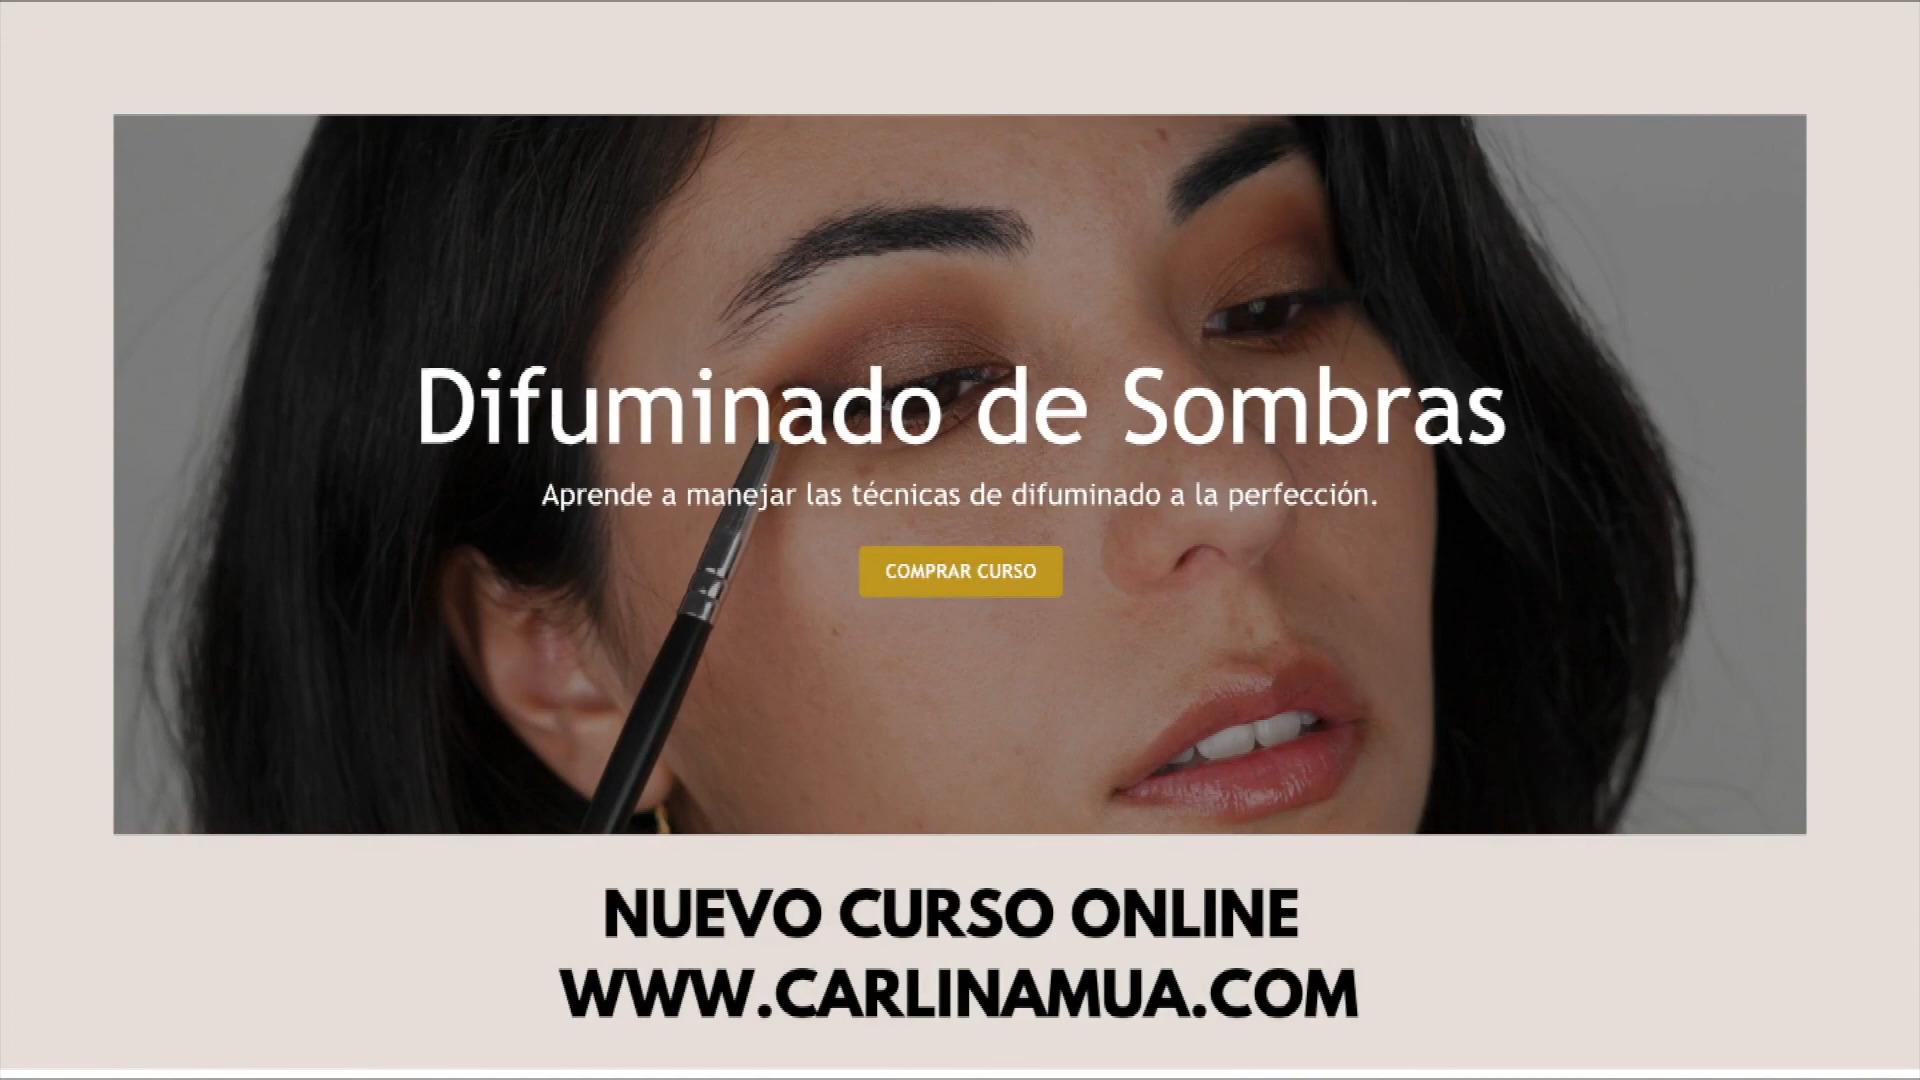 Difuminado de Sombras
Aprende a manejar las técnicas de difuminado a la perfección.
COMPRAR CURSO
NUEVO CURSO ONLINE
WWW.CARLINAMUA.COM